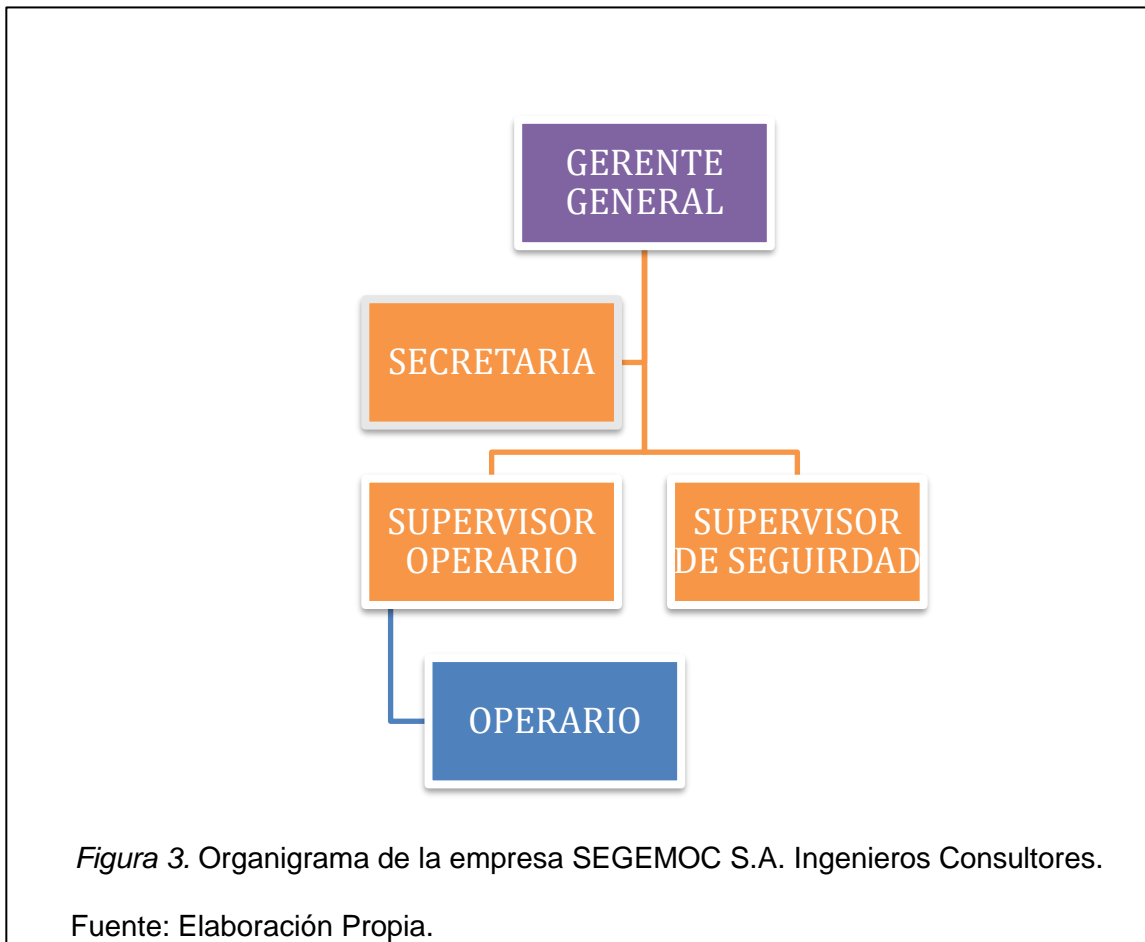 GERENTE
GENERAL
SECRETARIA
SUPERVISOR
OPERARIO
SUPERVISOR
DE SEGUIRDAD
OPERARIO
Figura 3. Organigrama de la empresa SEGEMOC S.A. Ingenieros Consultores.
Fuente: Elaboración Propia.